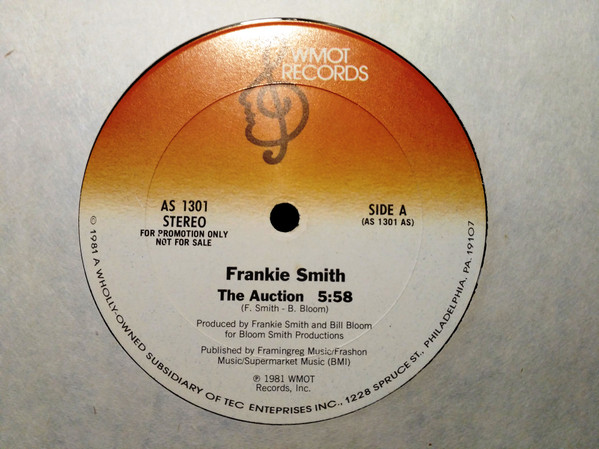 WMOT
RECORDS
AS 1301
STEREO
FOR PROMOTION ONLY
NOT FOR SALE
SIDE A
(AS 1301 AS)
Frankie Smith
The Auction 5:58
(F. Smith - B. Bloom)
Produced by Frankie Smith and Bill Bloom
for Bloom Smith Productions
Published by Framingreg Music/Frashon
Music/Supermarket Music (BMI)
℗ 1981 WMOT
Records, Inc.
© 1981 A WHOLLY-OWNED SUBSIDIARY OF TEC ENTEPRISES INC., 1228 SPRUCE ST., PHILADELPHIA, PA. 19107